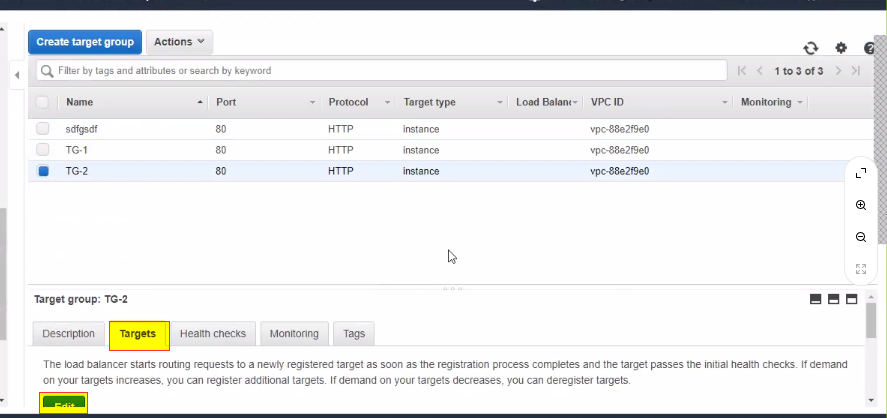 Create target group Actions
Filter by tags and attributes or search by keyword
1 to 3 of 3
Name Port Protocol Target type Load Balanc VPC ID Monitoring
sdfgsdf 80 HTTP instance vpc-88e2f9e0
TG-1 80 HTTP instance vpc-88e2f9e0
TG-2 80 HTTP instance vpc-88e2f9e0
Target group: TG-2
Description Targets Health checks Monitoring Tags
The load balancer starts routing requests to a newly registered target as soon as the registration process completes and the target passes the initial health checks. If demand
on your targets increases, you can register additional targets. If demand on your targets decreases, you can deregister targets.
Edit